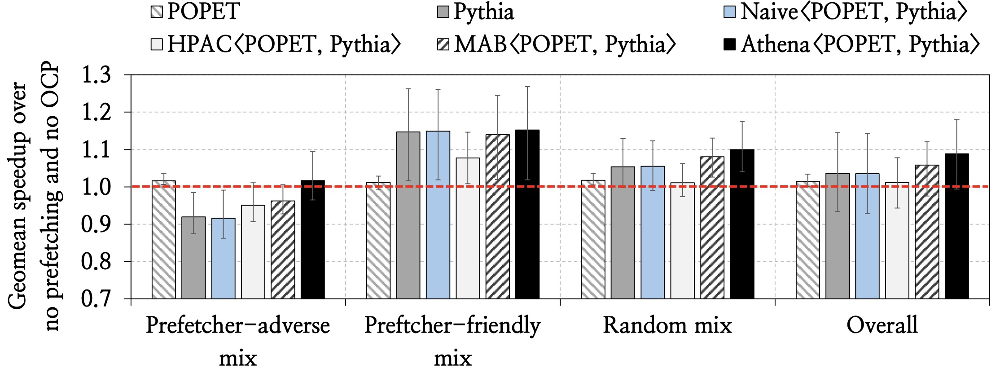 POPET
Pythia
Naive〈POPET, Pythia〉
HPAC〈POPET, Pythia〉
MAB〈POPET, Pythia〉
Athena〈POPET, Pythia〉
Geomean speedup over
no prefetching and no OCP
1.3
1.2
1.1
1.0
0.9
0.8
0.7
Prefetcher−adverse
mix
Preftcher−friendly
mix
Random mix
Overall